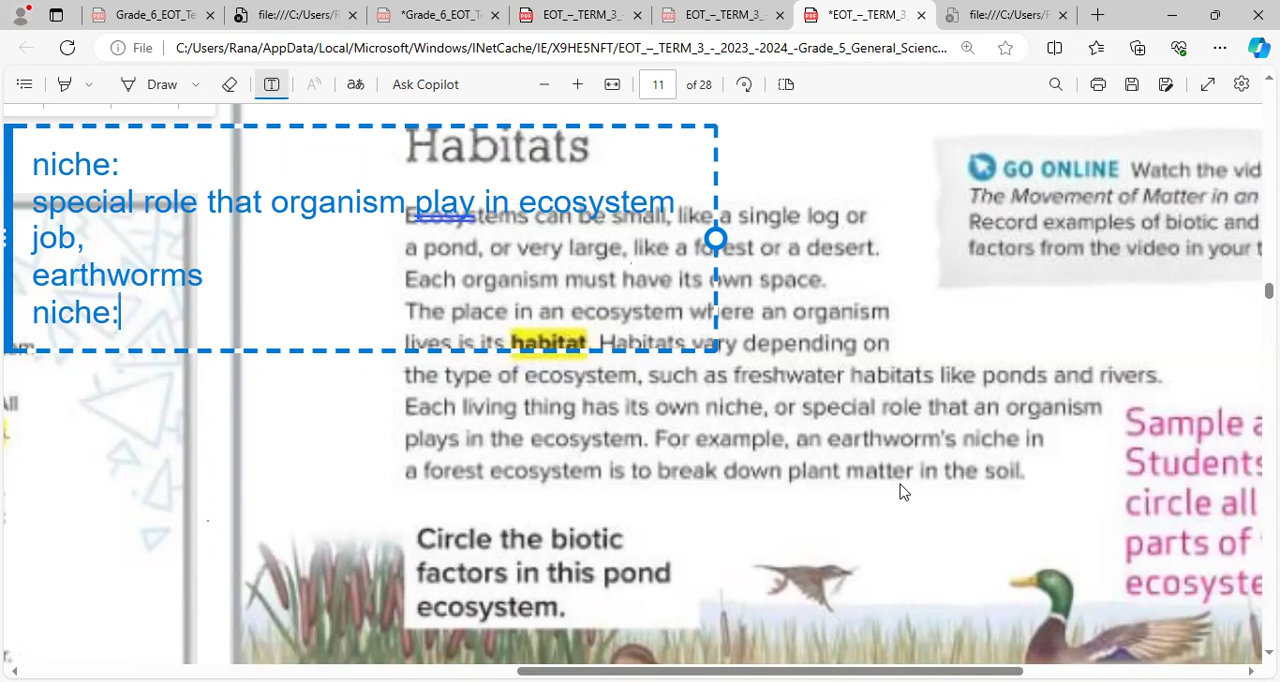 Grade_6_EOT_Te
file:///C:/Users/F
*Grade_6_EOT_T
EOT_–_TERM_3_
EOT_–_TERM_3_-
*EOT_–_TERM_3_
file:///C:/Users/F
File
C:/Users/Rana/AppData/Local/Microsoft/Windows/INetCache/IE/X9HE5NFT/EOT_–_TERM_3_-_2023_-2024_-Grade_5_General_Scienc...
Draw
aあ
Ask Copilot
11 of 28
niche:
special role that organism play in ecosystem
job,
earthworms
niche:
Habitats
Ecosystems can be small, like a single log or
a pond, or very large, like a forest or a desert.
Each organism must have its own space.
The place in an ecosystem where an organism
lives is its habitat. Habitats vary depending on
the type of ecosystem, such as freshwater habitats like ponds and rivers.
Each living thing has its own niche, or special role that an organism
plays in the ecosystem. For example, an earthworm's niche in
a forest ecosystem is to break down plant matter in the soil.
GO ONLINE Watch the vid
The Movement of Matter in an
Record examples of biotic and
factors from the video in your
Sample
Students
circle all
parts of
ecosyste
Circle the biotic
factors in this pond
ecosystem.